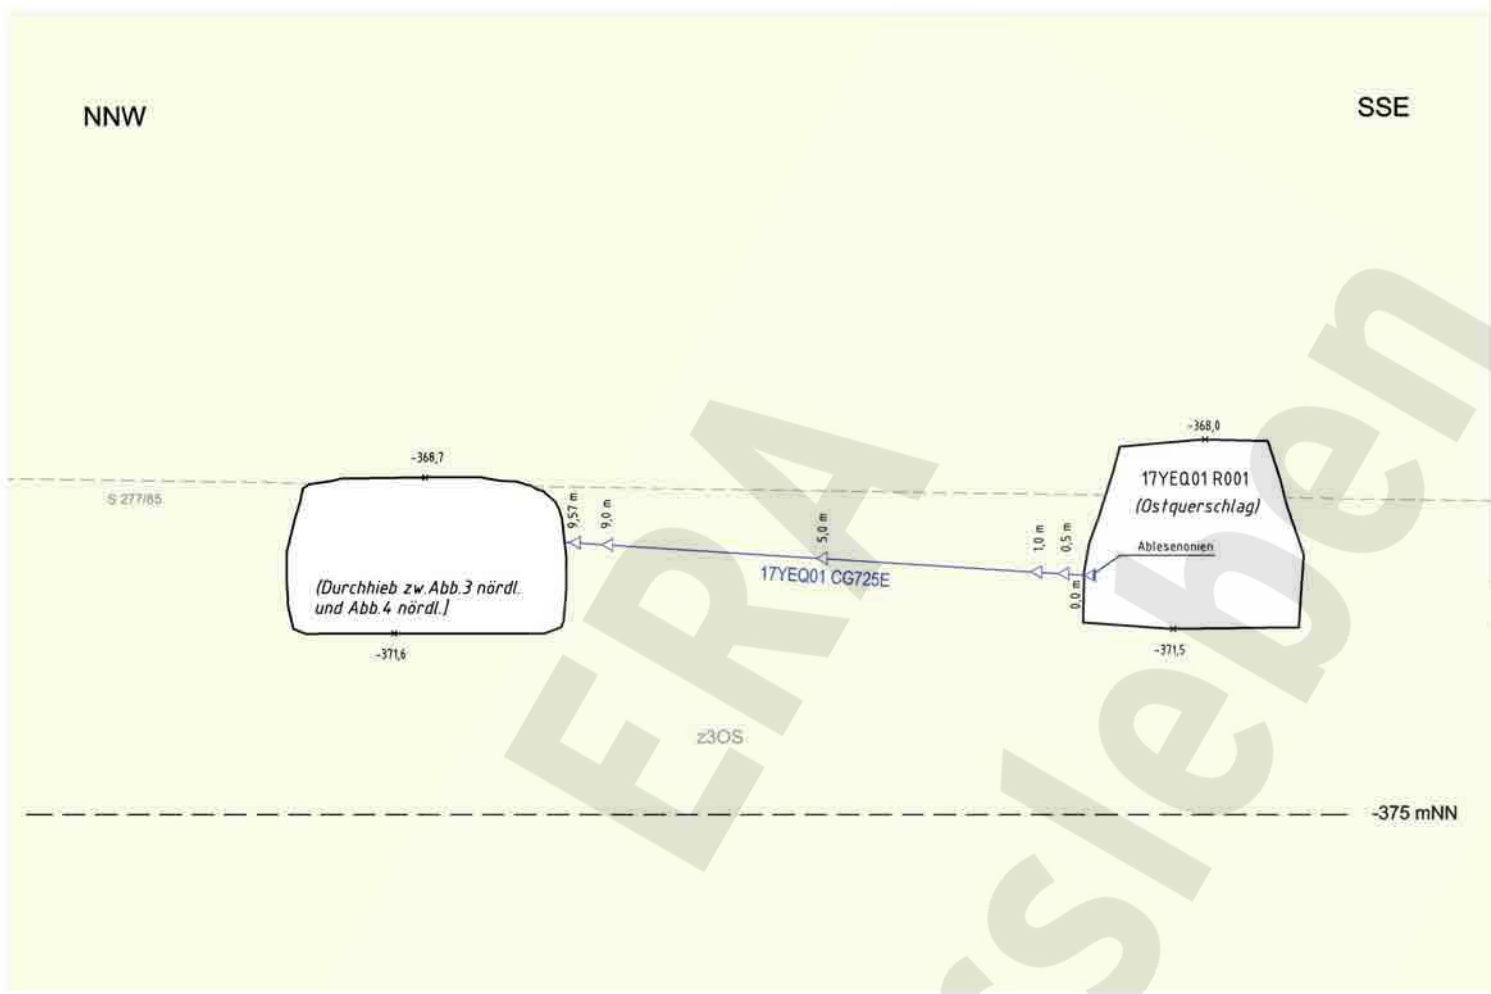 NNW
SSE
-368,0
-368,7
17YEQ01 R001
(Ostquerschlag)
S 277/85
9,57 m
9,0 m
5,0 m
1,0 m
0,5 m
0,0 m
Ablesenonien
17YEQ01 CG725E
(Durchhieb zw.Abb.3 nördl.
und Abb.4 nördl.)
-371,6
-371,5
z3OS
-375 mNN
ERA